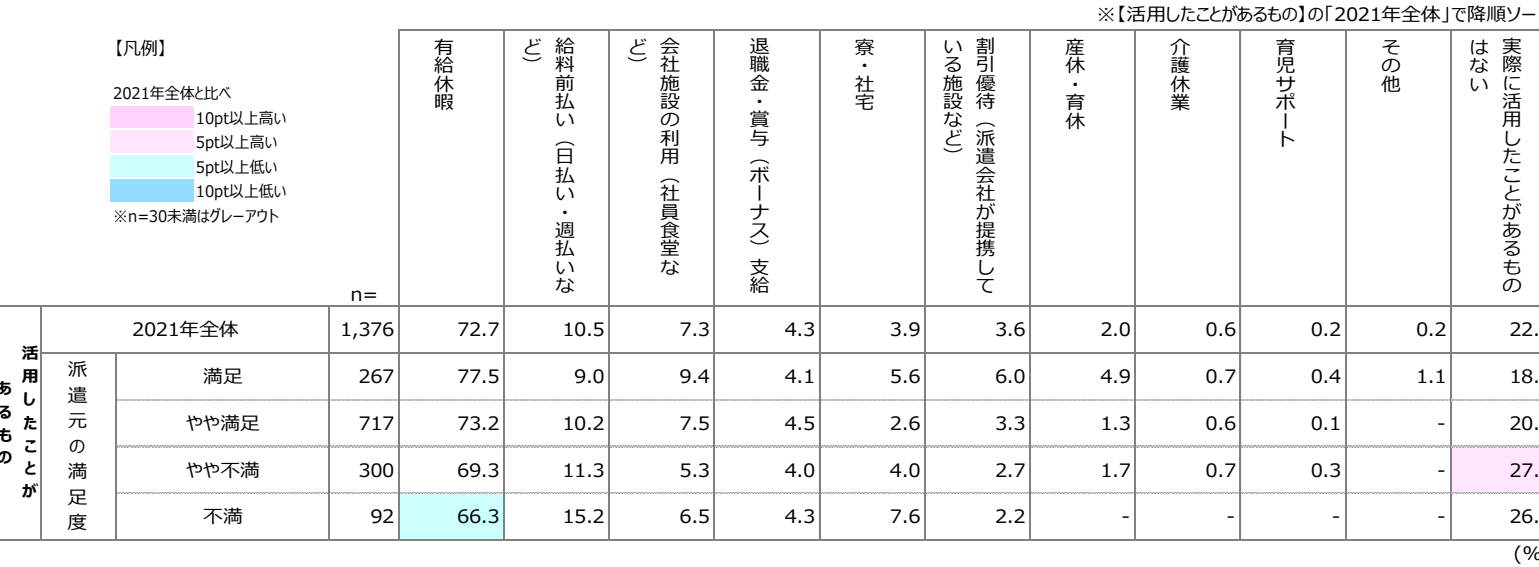 ※【活用したことがあるもの】の「2021年全体」で降順ソー
【凡例】
2021年全体と比べ
10pt以上高い
5pt以上高い
5pt以上低い
10pt以上低い
※n=30未満はグレーアウト
n=
有給休暇
給料前払い（日払い・週払いな
ど）
会社施設の利用（社員食堂な
ど）
退職金・賞与（ボーナス）支給
寮・社宅
割引優待（派遣会社が提携して
いる施設など）
産休・育休
介護休業
育児サポート
その他
実際に活用したことがあるもの
はない
活用したことが
あるもの
2021年全体 1,376 72.7 10.5 7.3 4.3 3.9 3.6 2.0 0.6 0.2 0.2 22.
派遣元の満足度
満足 267 77.5 9.0 9.4 4.1 5.6 6.0 4.9 0.7 0.4 1.1 18.
やや満足 717 73.2 10.2 7.5 4.5 2.6 3.3 1.3 0.6 0.1 - 20.
やや不満 300 69.3 11.3 5.3 4.0 4.0 2.7 1.7 0.7 0.3 - 27.
不満 92 66.3 15.2 6.5 4.3 7.6 2.2 - - - - 26.
(%